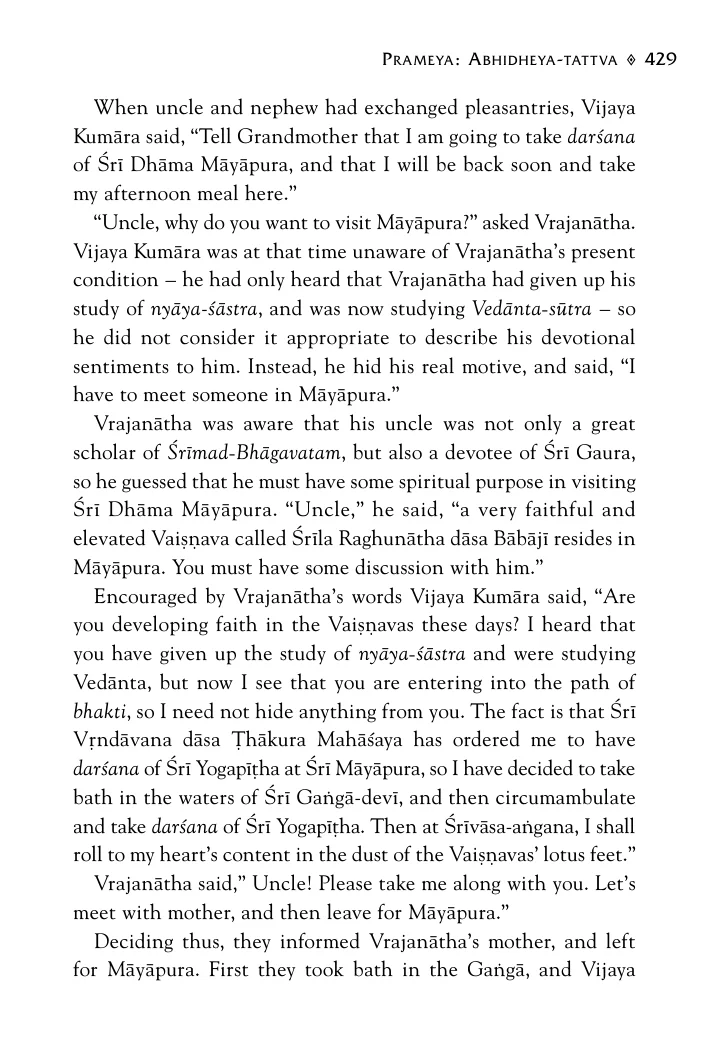 Prameya: Abhidheya-tattva ◊ 429
When uncle and nephew had exchanged pleasantries, Vijaya
Kumāra said, “Tell Grandmother that I am going to take darśana
of Śrī Dhāma Māyāpura, and that I will be back soon and take
my afternoon meal here.”
“Uncle, why do you want to visit Māyāpura?” asked Vrajanātha.
Vijaya Kumāra was at that time unaware of Vrajanātha’s present
condition – he had only heard that Vrajanātha had given up his
study of nyāya-śāstra, and was now studying Vedānta-sūtra – so
he did not consider it appropriate to describe his devotional
sentiments to him. Instead, he hid his real motive, and said, “I
have to meet someone in Māyāpura.”
Vrajanātha was aware that his uncle was not only a great
scholar of Śrīmad-Bhāgavatam, but also a devotee of Śrī Gaura,
so he guessed that he must have some spiritual purpose in visiting
Śrī Dhāma Māyāpura. “Uncle,” he said, “a very faithful and
elevated Vaiṣṇava called Śrīla Raghunātha dāsa Bābājī resides in
Māyāpura. You must have some discussion with him.”
Encouraged by Vrajanātha’s words Vijaya Kumāra said, “Are
you developing faith in the Vaiṣṇavas these days? I heard that
you have given up the study of nyāya-śāstra and were studying
Vedānta, but now I see that you are entering into the path of
bhakti, so I need not hide anything from you. The fact is that Śrī
Vṛndāvana dāsa Ṭhākura Mahāśaya has ordered me to have
darśana of Śrī Yogapīṭha at Śrī Māyāpura, so I have decided to take
bath in the waters of Śrī Gaṅgā-devī, and then circumambulate
and take darśana of Śrī Yogapīṭha. Then at Śrīvāsa-aṅgana, I shall
roll to my heart’s content in the dust of the Vaiṣṇavas’ lotus feet.”
Vrajanātha said,” Uncle! Please take me along with you. Let’s
meet with mother, and then leave for Māyāpura.”
Deciding thus, they informed Vrajanātha’s mother, and left
for Māyāpura. First they took bath in the Gaṅgā, and Vijaya